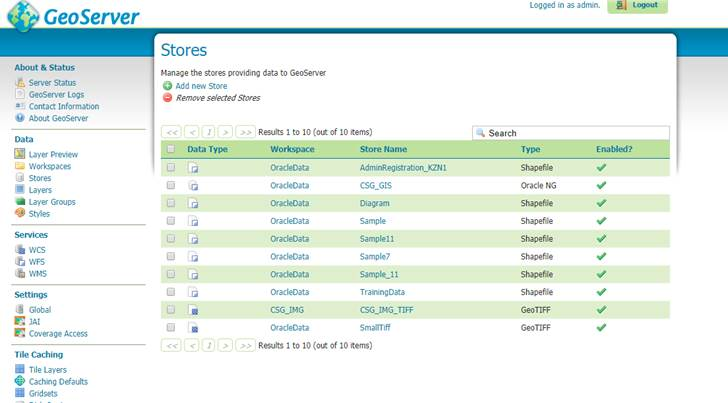 GeoServer
Logged in as admin.
Logout
About & Status
Server Status
GeoServer Logs
Contact Information
About GeoServer
Data
Layer Preview
Workspaces
Stores
Layers
Layer Groups
Styles
Services
WCS
WFS
WMS
Settings
Global
JAI
Coverage Access
Tile Caching
Tile Layers
Caching Defaults
Gridsets
Stores
Manage the stores providing data to GeoServer
Add new Store
Remove selected Stores
<< < 1 > >> Results 1 to 10 (out of 10 items) Search
Data Type Workspace Store Name Type Enabled?
OracleData AdminRegistration_KZN1 Shapefile
OracleData CSG_GIS Oracle NG
OracleData Diagram Shapefile
OracleData Sample Shapefile
OracleData Sample11 Shapefile
OracleData Sample7 Shapefile
OracleData Sample_11 Shapefile
OracleData TrainingData Shapefile
CSG_IMG CSG_IMG_TIFF GeoTIFF
OracleData SmallTiff GeoTIFF
<< < 1 > >> Results 1 to 10 (out of 10 items)